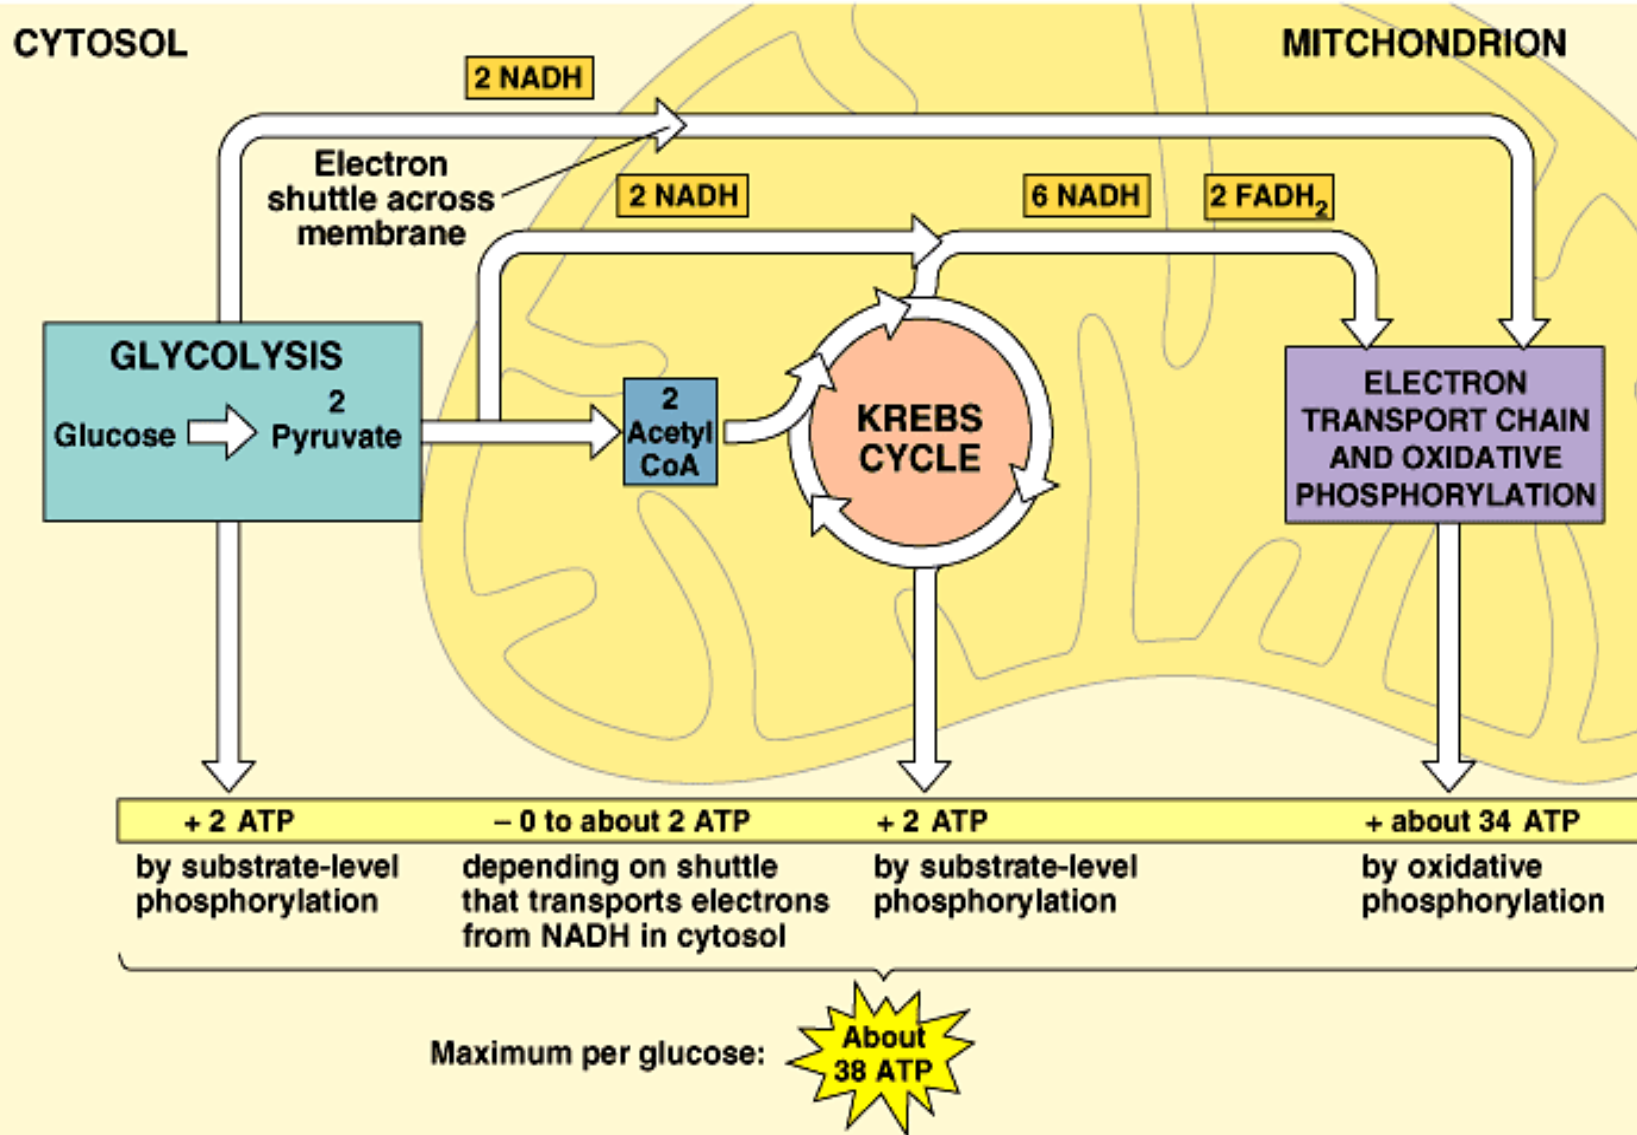 CYTOSOL
MITCHONDRION
2 NADH
Electron
shuttle across
membrane
2 NADH
6 NADH
2 FADH₂
GLYCOLYSIS
Glucose
2
Pyruvate
2
Acetyl
CoA
KREBS
CYCLE
ELECTRON
TRANSPORT CHAIN
AND OXIDATIVE
PHOSPHORYLATION
+ 2 ATP
by substrate-level
phosphorylation
– 0 to about 2 ATP
depending on shuttle
that transports electrons
from NADH in cytosol
+ 2 ATP
by substrate-level
phosphorylation
+ about 34 ATP
by oxidative
phosphorylation
Maximum per glucose:
About
38 ATP